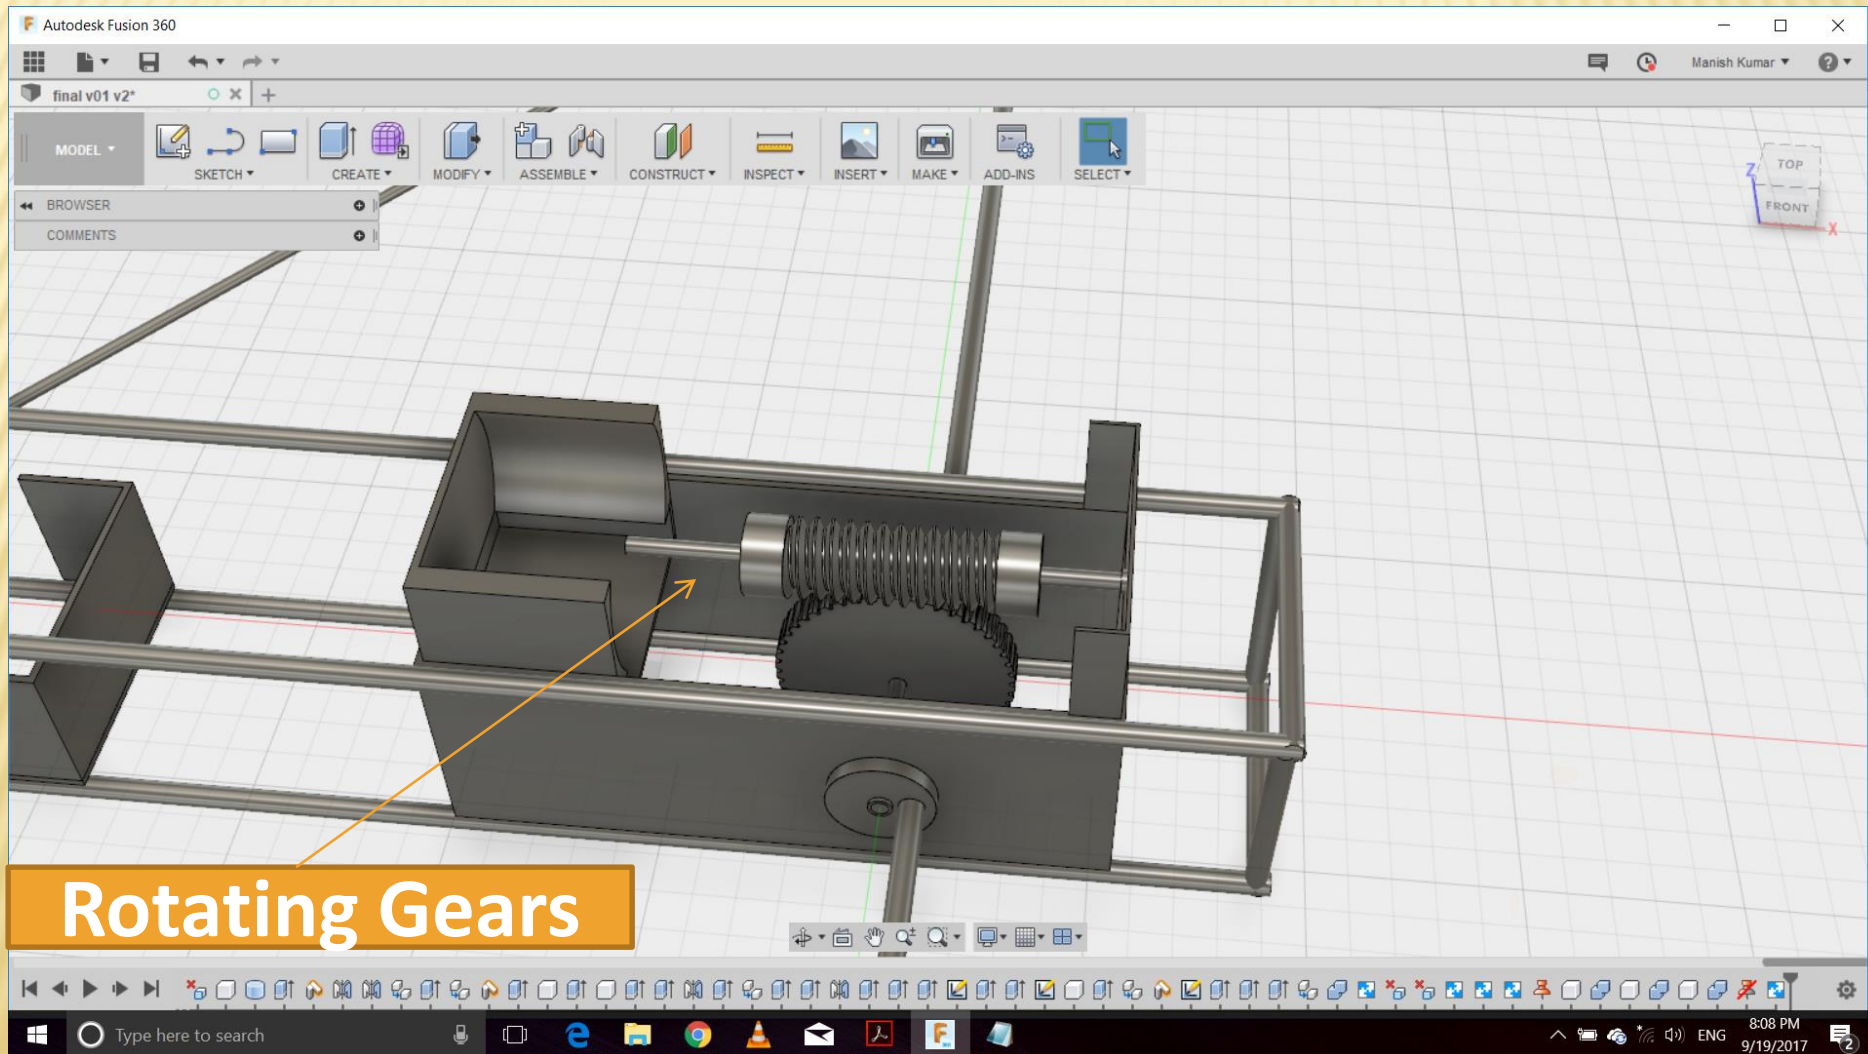 Autodesk Fusion 360
Manish Kumar
final v01 v2*
MODEL
SKETCH
CREATE
MODIFY
ASSEMBLE
CONSTRUCT
INSPECT
INSERT
MAKE
ADD-INS
SELECT
TOP
Z
FRONT
X
BROWSER
COMMENTS
Rotating Gears
Type here to search
ENG
8:08 PM
9/19/2017
2